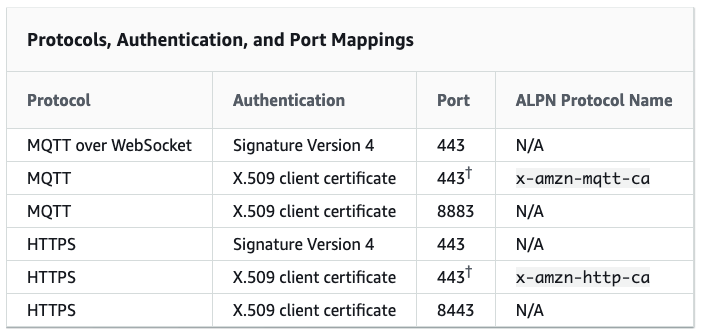 Protocols, Authentication, and Port Mappings
Protocol Authentication Port ALPN Protocol Name
MQTT over WebSocket Signature Version 4 443 N/A
MQTT X.509 client certificate 443† x-amzn-mqtt-ca
MQTT X.509 client certificate 8883 N/A
HTTPS Signature Version 4 443 N/A
HTTPS X.509 client certificate 443† x-amzn-http-ca
HTTPS X.509 client certificate 8443 N/A